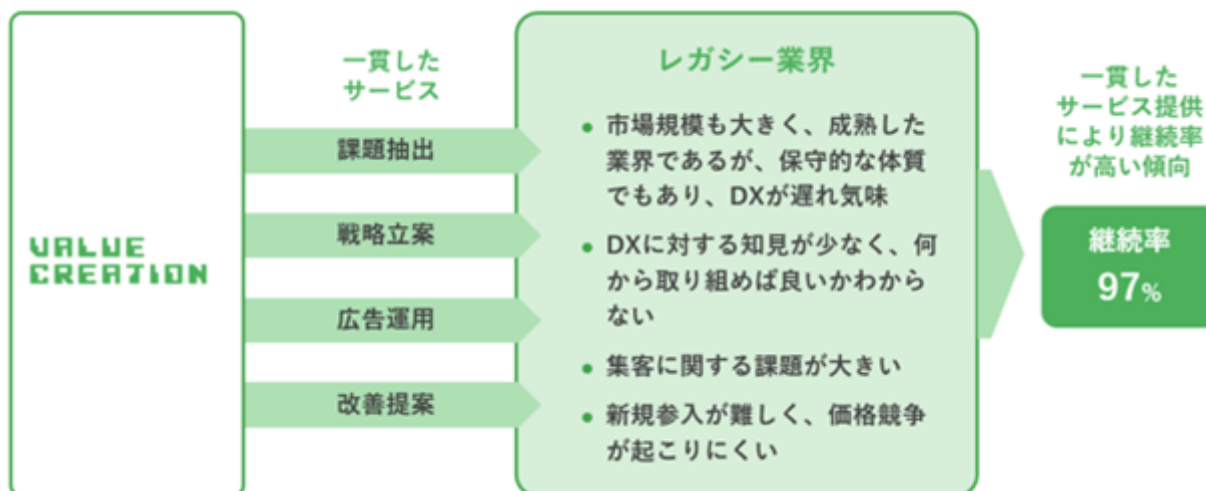 VALUE
CREATION
一貫した
サービス
課題抽出
戦略立案
広告運用
改善提案
レガシー業界
• 市場規模も大きく、成熟した
業界であるが、保守的な体質
でもあり、DXが遅れ気味
• DXに対する知見が少なく、何
から取り組めば良いかわから
ない
• 集客に関する課題が大きい
• 新規参入が難しく、価格競争
が起こりにくい
一貫した
サービス提供
により継続率
が高い傾向
継続率
97%